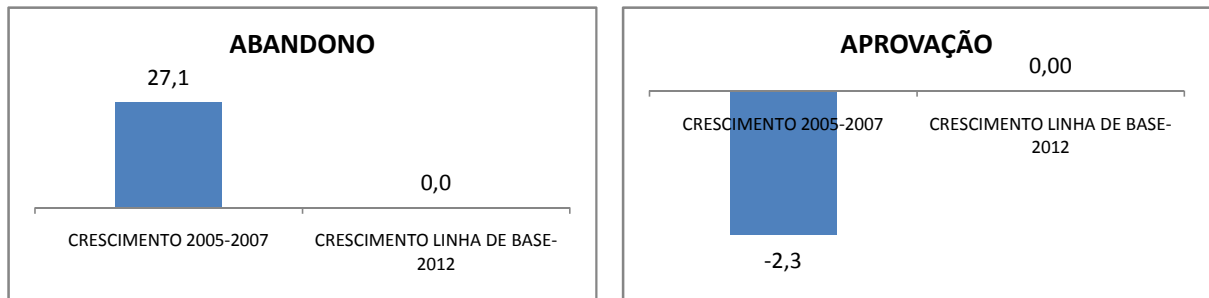 ABANDONO
27,1
0,0
CRESCIMENTO 2005-2007
CRESCIMENTO LINHA DE BASE-
2012
APROVAÇÃO
0,00
CRESCIMENTO 2005-2007
CRESCIMENTO LINHA DE BASE-
2012
-2,3